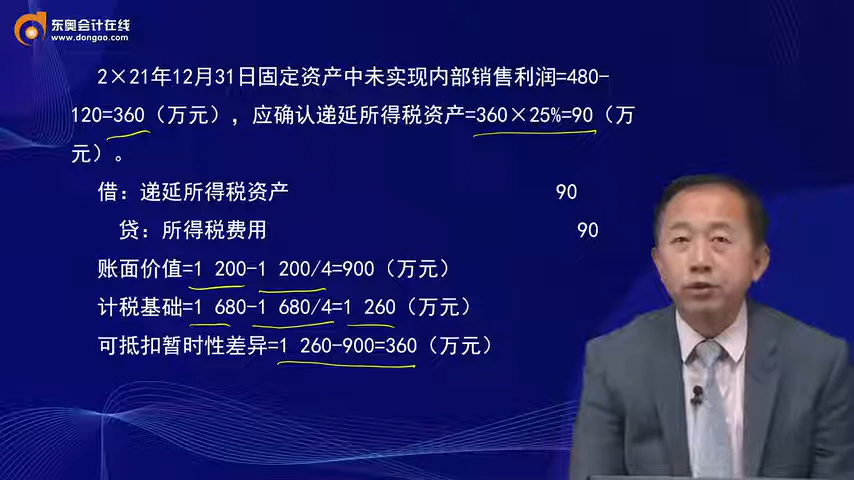 东奥会计在线
www.dongao.com
2×21年12月31日固定资产中未实现内部销售利润=480-
120=360（万元），应确认递延所得税资产=360×25%=90（万
元）。
借：递延所得税资产 90
贷：所得税费用 90
账面价值=1 200-1 200/4=900（万元）
计税基础=1 680-1 680/4=1 260（万元）
可抵扣暂时性差异=1 260-900=360（万元）